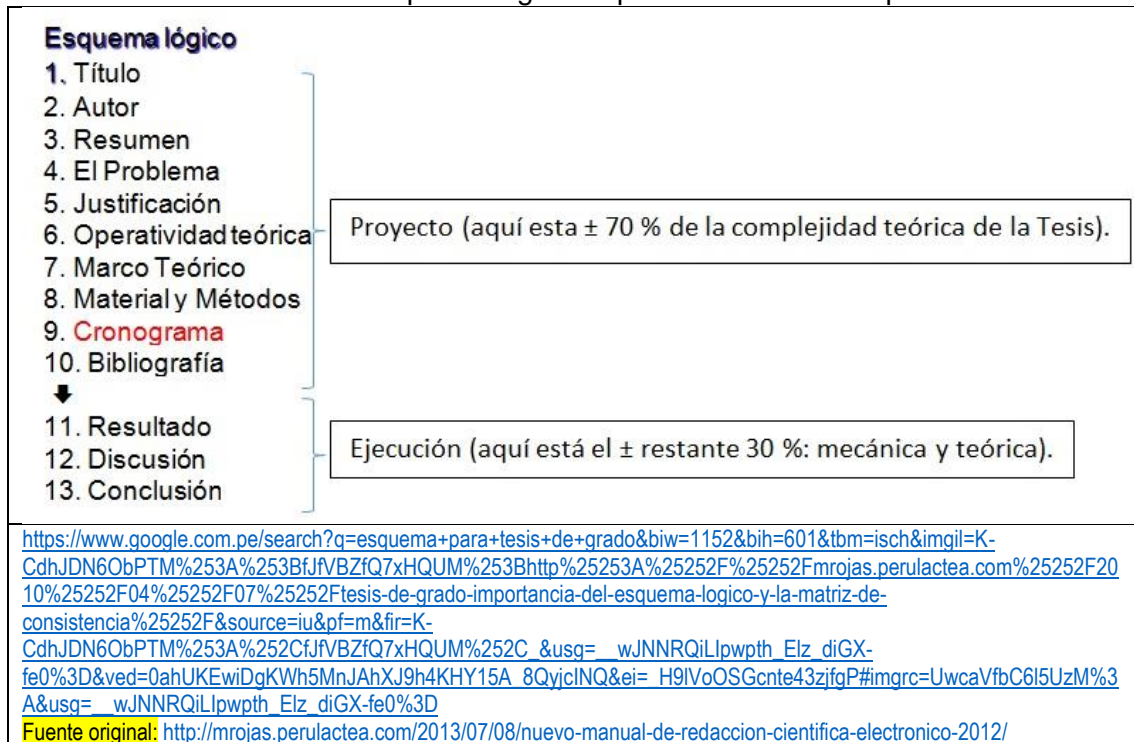 Esquema lógico
1. Título
2. Autor
3. Resumen
4. El Problema
5. Justificación
6. Operatividad teórica
7. Marco Teórico
8. Material y Métodos
9. Cronograma
10. Bibliografía
Proyecto (aquí esta ± 70 % de la complejidad teórica de la Tesis).
11. Resultado
12. Discusión
13. Conclusión
Ejecución (aquí está el ± restante 30 %: mecánica y teórica).
https://www.google.com.pe/search?q=esquema+para+tesis+de+grado&biw=1152&bih=601&tbm=isch&imgil=K-
CdhJDN6ObPTM%253A%253BfJfVBZfQ7xHQUM%253Bhttp%25253A%25252F%25252Fmrojas.perulactea.com%25252F20
10%25252F04%25252F07%25252Ftesis-de-grado-importancia-del-esquema-logico-y-la-matriz-de-
consistencia%25252F&source=iu&pf=m&fir=K-
CdhJDN6ObPTM%253A%252CfJfVBZfQ7xHQUM%252C_&usg=__wJNNRQiLIpwpth_Elz_diGX-
fe0%3D&ved=0ahUKEwiDgKWh5MnJAhXJ9h4KHY15A_8QyjcINQ&ei=_H9lVoOSGcnte43zjfgP#imgrc=UwcaVfbC6l5UzM%3
A&usg=__wJNNRQiLIpwpth_Elz_diGX-fe0%3D
Fuente original: http://mrojas.perulactea.com/2013/07/08/nuevo-manual-de-redaccion-cientifica-electronico-2012/